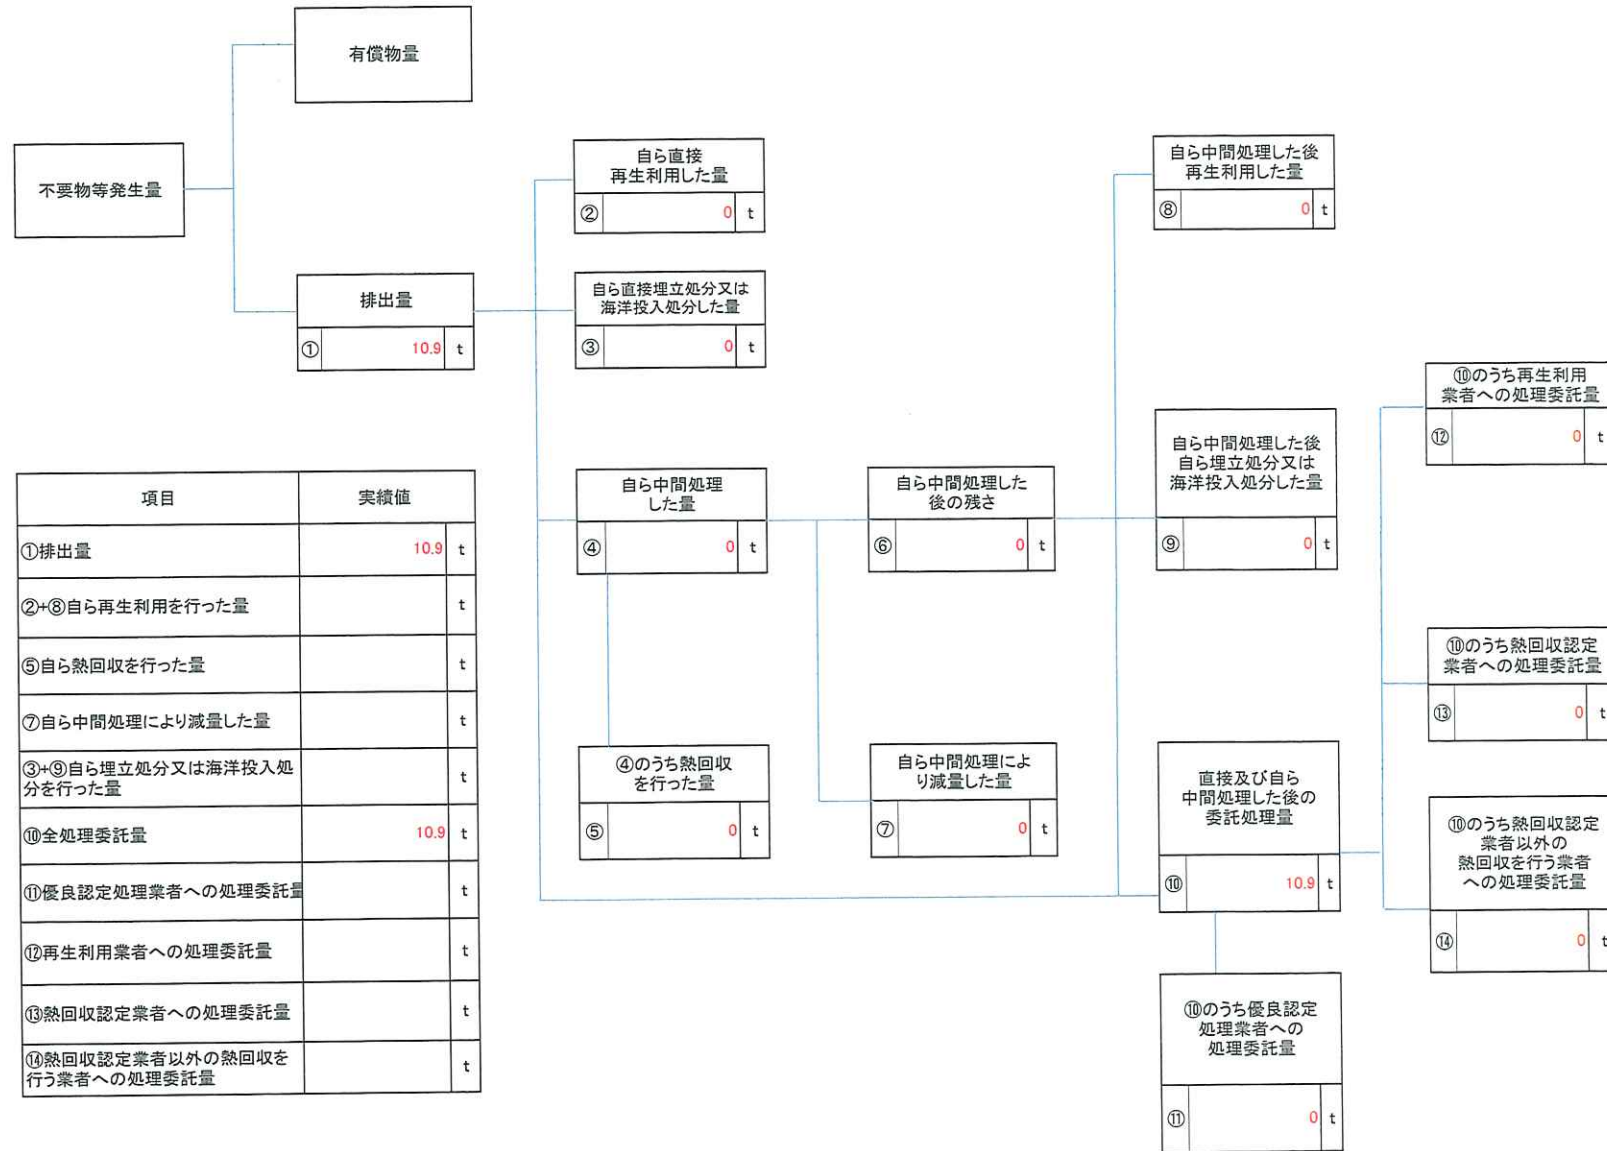 有償物量
不要物等発生量
排出量
① 10.9 t
自ら直接
再生利用した量
② 0 t
自ら直接埋立処分又は
海洋投入処分した量
③ 0 t
自ら中間処理
した量
④ 0 t
④のうち熱回収
を行った量
⑤ 0 t
自ら中間処理した
後の残さ
⑥ 0 t
自ら中間処理によ
り減量した量
⑦ 0 t
自ら中間処理した後
再生利用した量
⑧ 0 t
自ら中間処理した後
自ら埋立処分又は
海洋投入処分した量
⑨ 0 t
直接及び自ら
中間処理した後の
委託処理量
⑩ 10.9 t
⑩のうち優良認定
処理業者への
処理委託量
⑪ 0 t
⑩のうち再生利用
業者への処理委託量
⑫ 0 t
⑩のうち熱回収認定
業者への処理委託量
⑬ 0 t
⑩のうち熱回収認定
業者以外の
熱回収を行う業者
への処理委託量
⑭ 0 t
項目 実績値
①排出量 10.9 t
②+⑧自ら再生利用を行った量 t
⑤自ら熱回収を行った量 t
⑦自ら中間処理により減量した量 t
③+⑨自ら埋立処分又は海洋投入処
分を行った量 t
⑩全処理委託量 10.9 t
⑪優良認定処理業者への処理委託量 t
⑫再生利用業者への処理委託量 t
⑬熱回収認定業者への処理委託量 t
⑭熱回収認定業者以外の熱回収を
行う業者への処理委託量 t